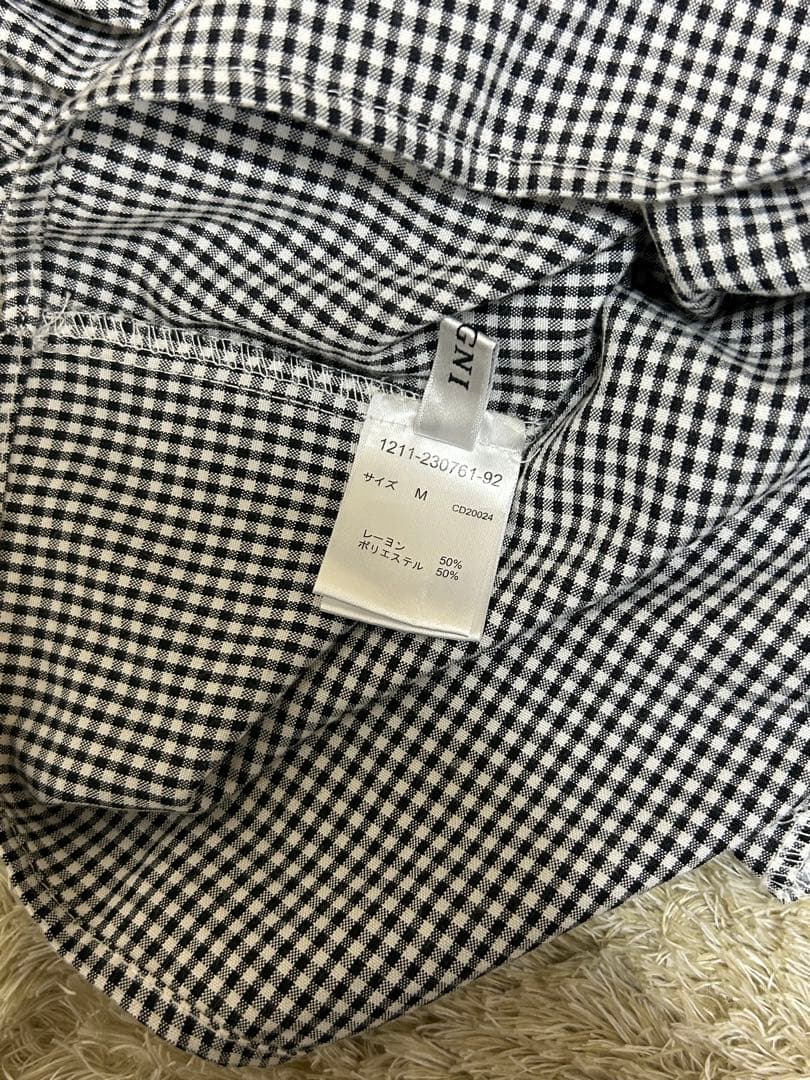 GNI
1211-230761-92
サイズ M
CD20024
レーヨン 50%
ポリエステル 50%